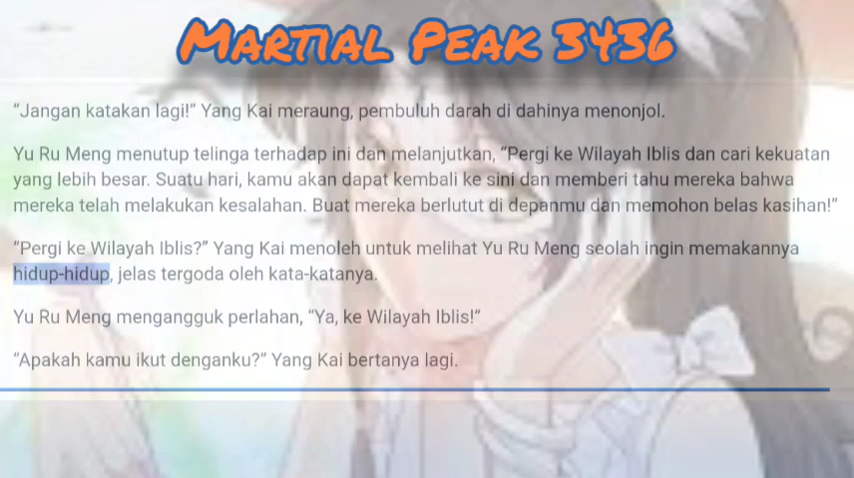 MARTIAL PEAK 3436
“Jangan katakan lagi!” Yang Kai meraung, pembuluh darah di dahinya menonjol.
Yu Ru Meng menutup telinga terhadap ini dan melanjutkan, “Pergi ke Wilayah Iblis dan cari kekuatan
yang lebih besar. Suatu hari, kamu akan dapat kembali ke sini dan memberi tahu mereka bahwa
mereka telah melakukan kesalahan. Buat mereka berlutut di depanmu dan memohon belas kasihan!”
“Pergi ke Wilayah Iblis?” Yang Kai menoleh untuk melihat Yu Ru Meng seolah ingin memakannya
hidup-hidup, jelas tergoda oleh kata-katanya.
Yu Ru Meng mengangguk perlahan, “Ya, ke Wilayah Iblis!”
“Apakah kamu ikut denganku?” Yang Kai bertanya lagi.